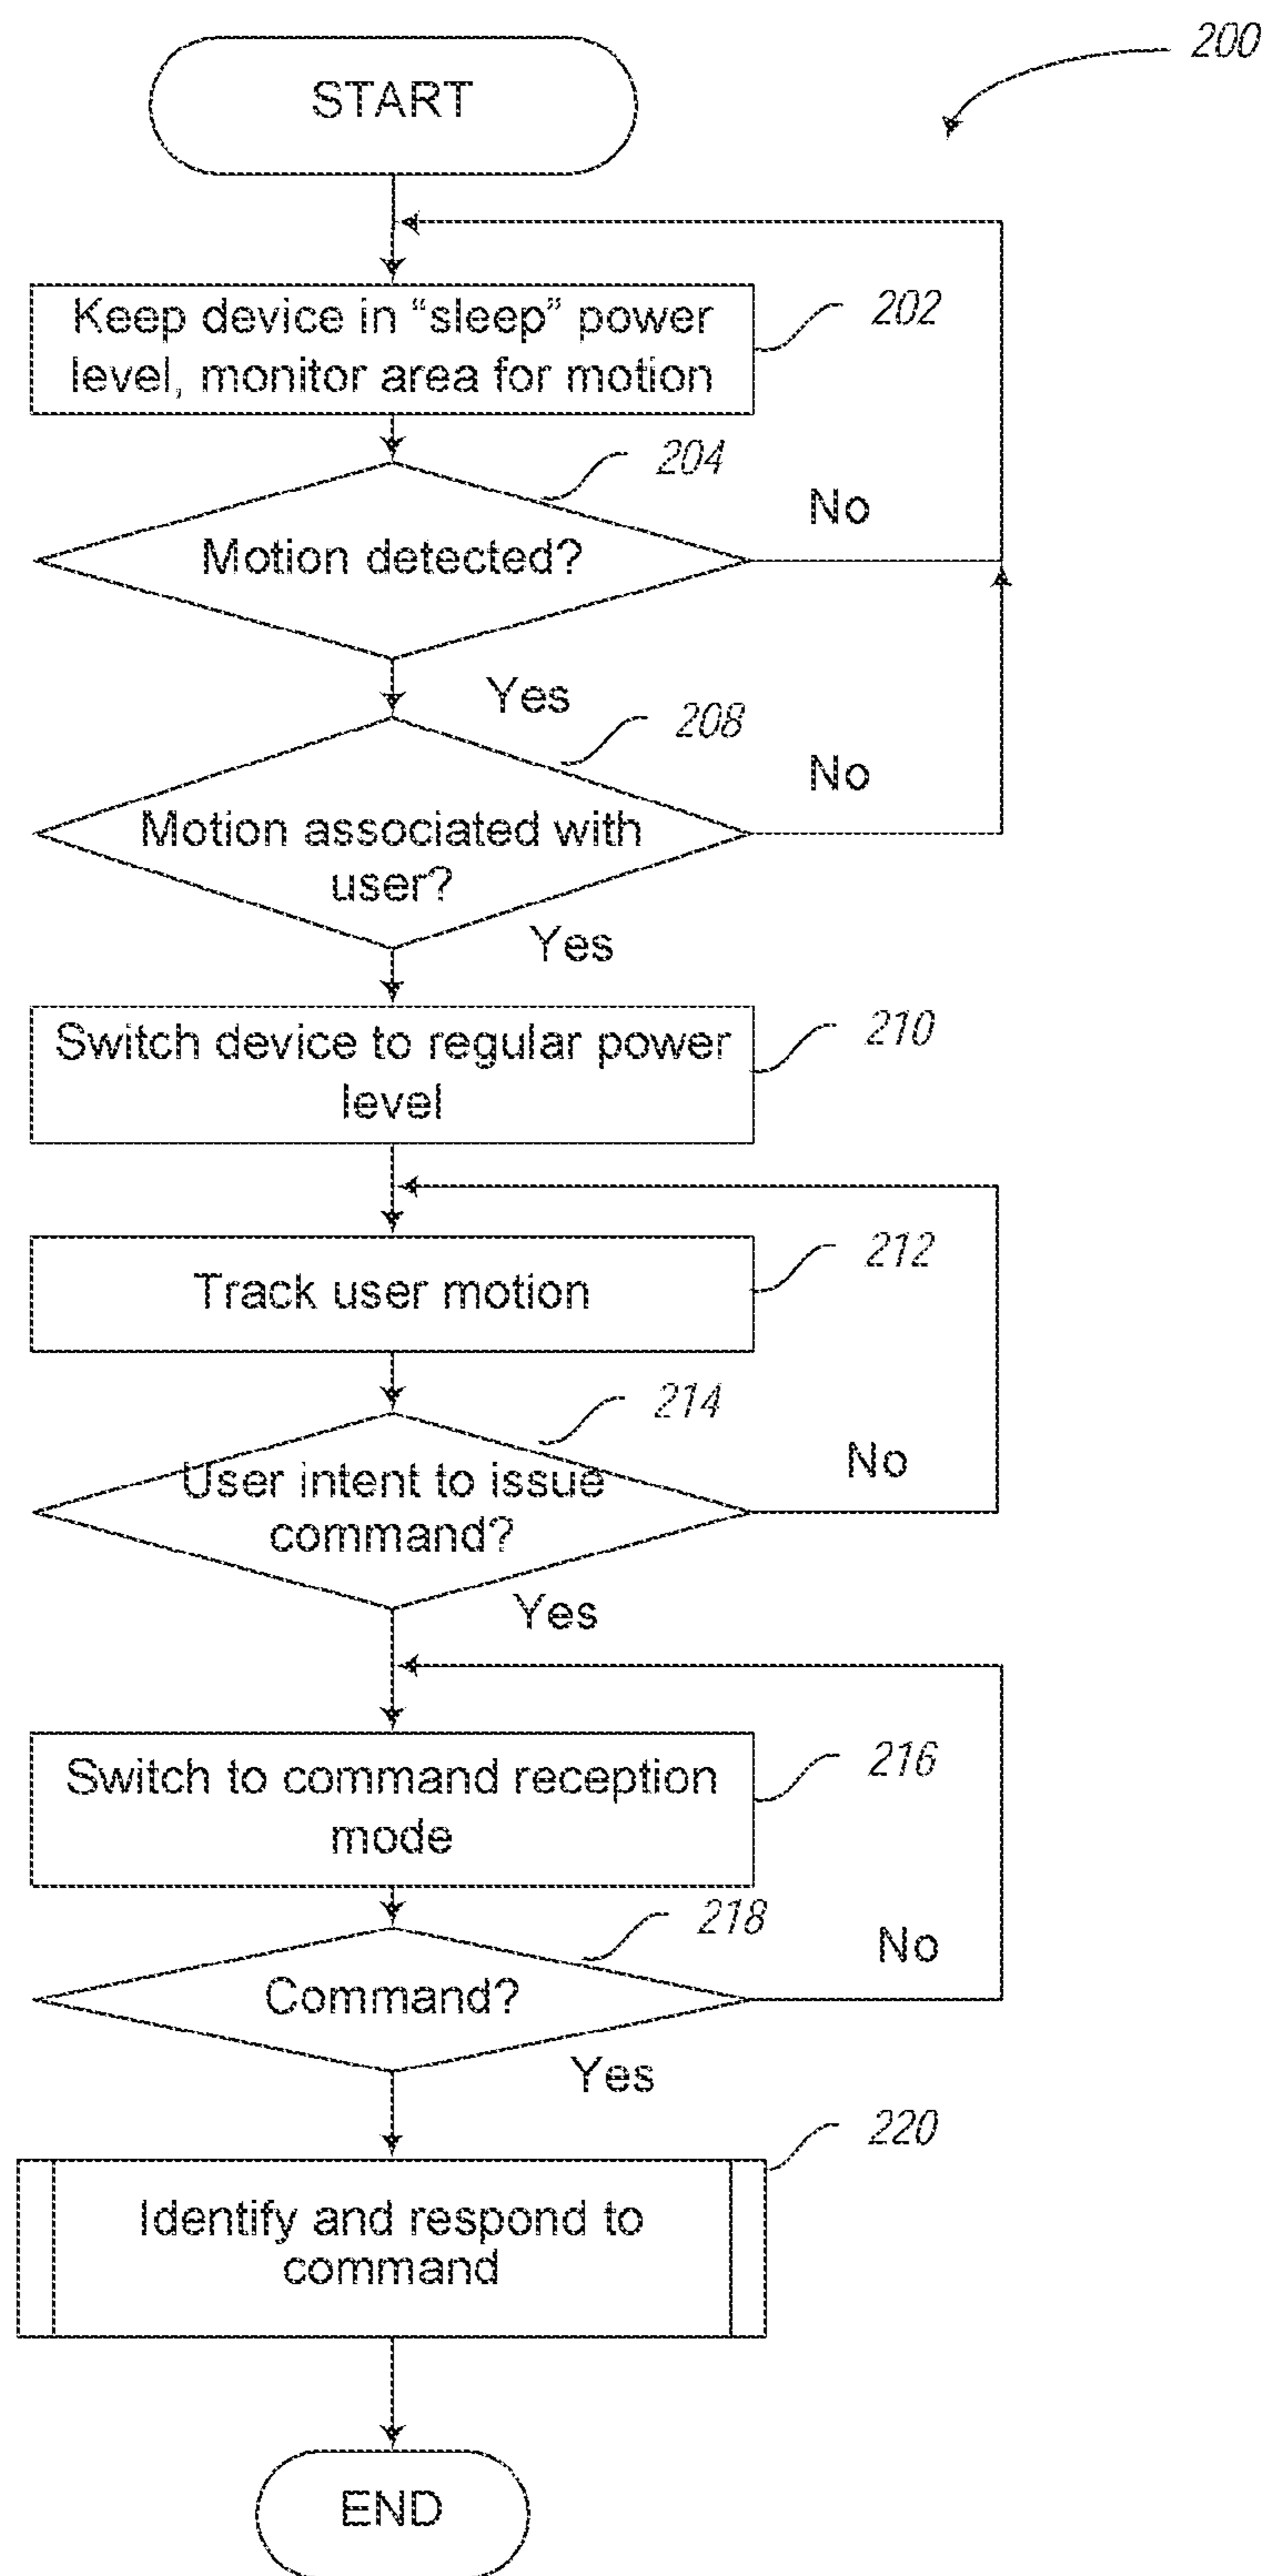 200
START
Keep device in “sleep” power
level, monitor area for motion
202
204
Motion detected?
No
Yes
208
Motion associated with
user?
No
Yes
Switch device to regular power
level
210
Track user motion
212
214
User intent to issue
command?
No
Yes
Switch to command reception
mode
216
218
Command?
No
Yes
220
Identify and respond to
command
END